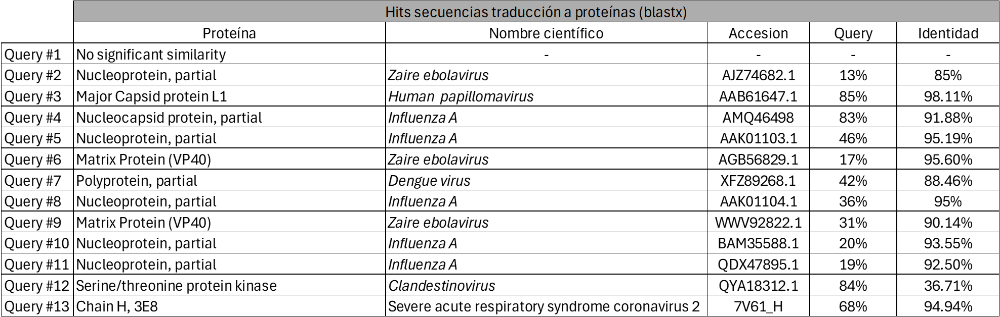 Hits secuencias traducción a proteínas (blastx)
Proteína Nombre científico Accesion Query Identidad
Query #1 No significant similarity - - - -
Query #2 Nucleoprotein, partial Zaire ebolavirus AJZ74682.1 13% 85%
Query #3 Major Capsid protein L1 Human papillomavirus AAB61647.1 85% 98.11%
Query #4 Nucleocapsid protein, partial Influenza A AMQ46498 83% 91.88%
Query #5 Nucleoprotein, partial Influenza A AAK01103.1 46% 95.19%
Query #6 Matrix Protein (VP40) Zaire ebolavirus AGB56829.1 17% 95.60%
Query #7 Polyprotein, partial Dengue virus XFZ89268.1 42% 88.46%
Query #8 Nucleoprotein, partial Influenza A AAK01104.1 36% 95%
Query #9 Matrix Protein (VP40) Zaire ebolavirus WWV92822.1 31% 90.14%
Query #10 Nucleoprotein, partial Influenza A BAM35588.1 20% 93.55%
Query #11 Nucleoprotein, partial Influenza A QDX47895.1 19% 92.50%
Query #12 Serine/threonine protein kinase Clandestinovirus QYA18312.1 84% 36.71%
Query #13 Chain H, 3E8 Severe acute respiratory syndrome coronavirus 2 7V61_H 68% 94.94%